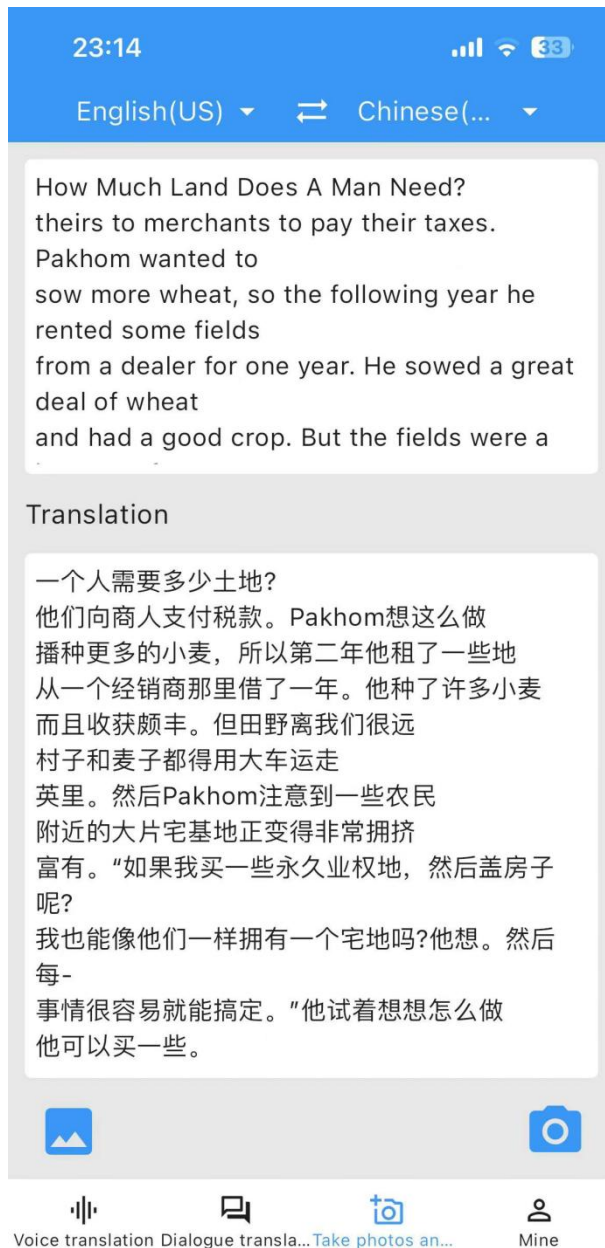 23:14
33
English(US)
Chinese(...
How Much Land Does A Man Need?
theirs to merchants to pay their taxes.
Pakhom wanted to
sow more wheat, so the following year he
rented some fields
from a dealer for one year. He sowed a great
deal of wheat
and had a good crop. But the fields were a
Translation
一个人需要多少土地?
他们向商人支付税款。Pakhom想这么做
播种更多的小麦，所以第二年他租了一些地
从一个经销商那里借了一年。他种了许多小麦
而且收获颇丰。但田野离我们很远
村子和麦子都得用大车运走
英里。然后Pakhom注意到一些农民
附近的大片宅基地正变得非常拥挤
富有。“如果我买一些永久业权地，然后盖房子
呢?
我也能像他们一样拥有一个宅地吗?他想。然后
每-
事情很容易就能搞定。”他试着想想怎么做
他可以买一些。
Voice translation
Dialogue transla...
Take photos an...
Mine